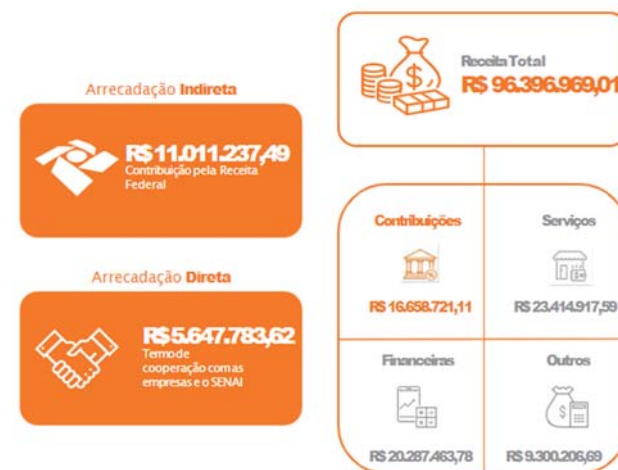 Arrecadação Indireta
R$ 11.011.237,49
Contribuição pela Receita
Federal
Arrecadação Direta
R$ 5.647.783,62
Termo de
cooperação com as
empresas e o SENAI
Receita Total
R$ 96.396.969,01
Contribuições
R$ 16.658.721,11
Serviços
R$ 23.414.917,59
Financeiras
R$ 20.287.463,78
Outros
R$ 9.300.206,69